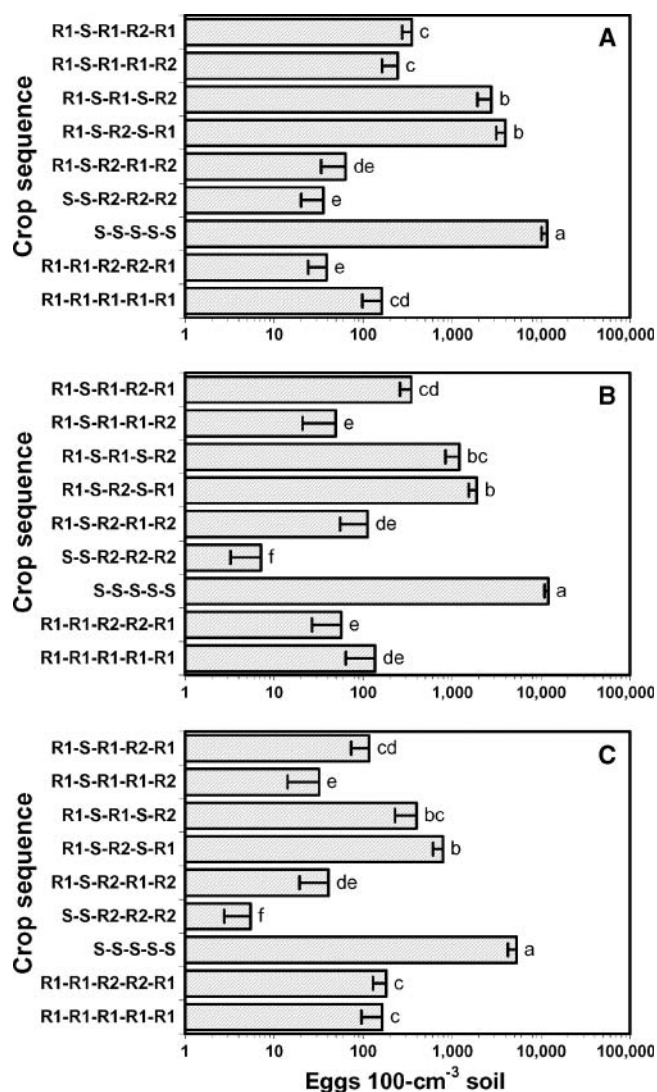 A
Crop sequence
R1-S-R1-R2-R1 c
R1-S-R1-R1-R2 c
R1-S-R1-S-R2 b
R1-S-R2-S-R1 b
R1-S-R2-R1-R2 de
S-S-R2-R2-R2 e
S-S-S-S-S a
R1-R1-R2-R2-R1 e
R1-R1-R1-R1-R1 cd
1 10 100 1,000 10,000 100,000
B
Crop sequence
R1-S-R1-R2-R1 cd
R1-S-R1-R1-R2 e
R1-S-R1-S-R2 bc
R1-S-R2-S-R1 b
R1-S-R2-R1-R2 de
S-S-R2-R2-R2 f
S-S-S-S-S a
R1-R1-R2-R2-R1 e
R1-R1-R1-R1-R1 de
1 10 100 1,000 10,000 100,000
C
Crop sequence
R1-S-R1-R2-R1 cd
R1-S-R1-R1-R2 e
R1-S-R1-S-R2 bc
R1-S-R2-S-R1 b
R1-S-R2-R1-R2 de
S-S-R2-R2-R2 f
S-S-S-S-S a
R1-R1-R2-R2-R1 c
R1-R1-R1-R1-R1 c
1 10 100 1,000 10,000 100,000
Eggs 100-cm⁻³ soil